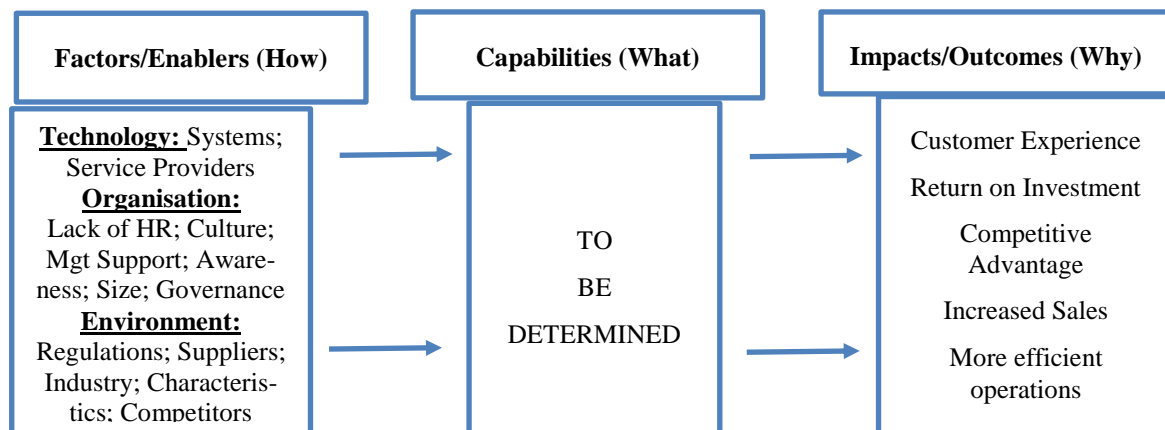 Factors/Enablers (How)
Technology: Systems;
Service Providers
Organisation:
Lack of HR; Culture;
Mgt Support; Aware-
ness; Size; Governance
Environment:
Regulations; Suppliers;
Industry; Characteris-
tics; Competitors
Capabilities (What)
TO
BE
DETERMINED
Impacts/Outcomes (Why)
Customer Experience
Return on Investment
Competitive
Advantage
Increased Sales
More efficient
operations